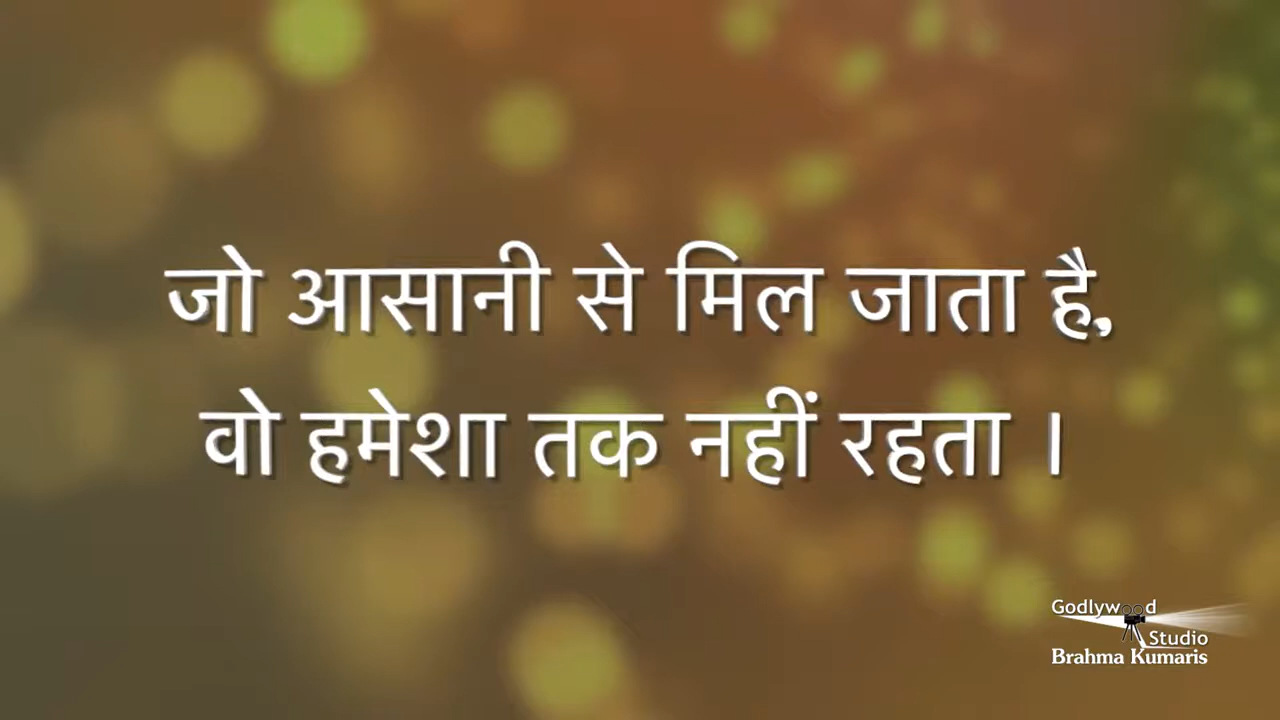 जो आसानी से मिल जाता है,
वो हमेशा तक नहीं रहता ।
Godlywood
Studio
Brahma Kumaris